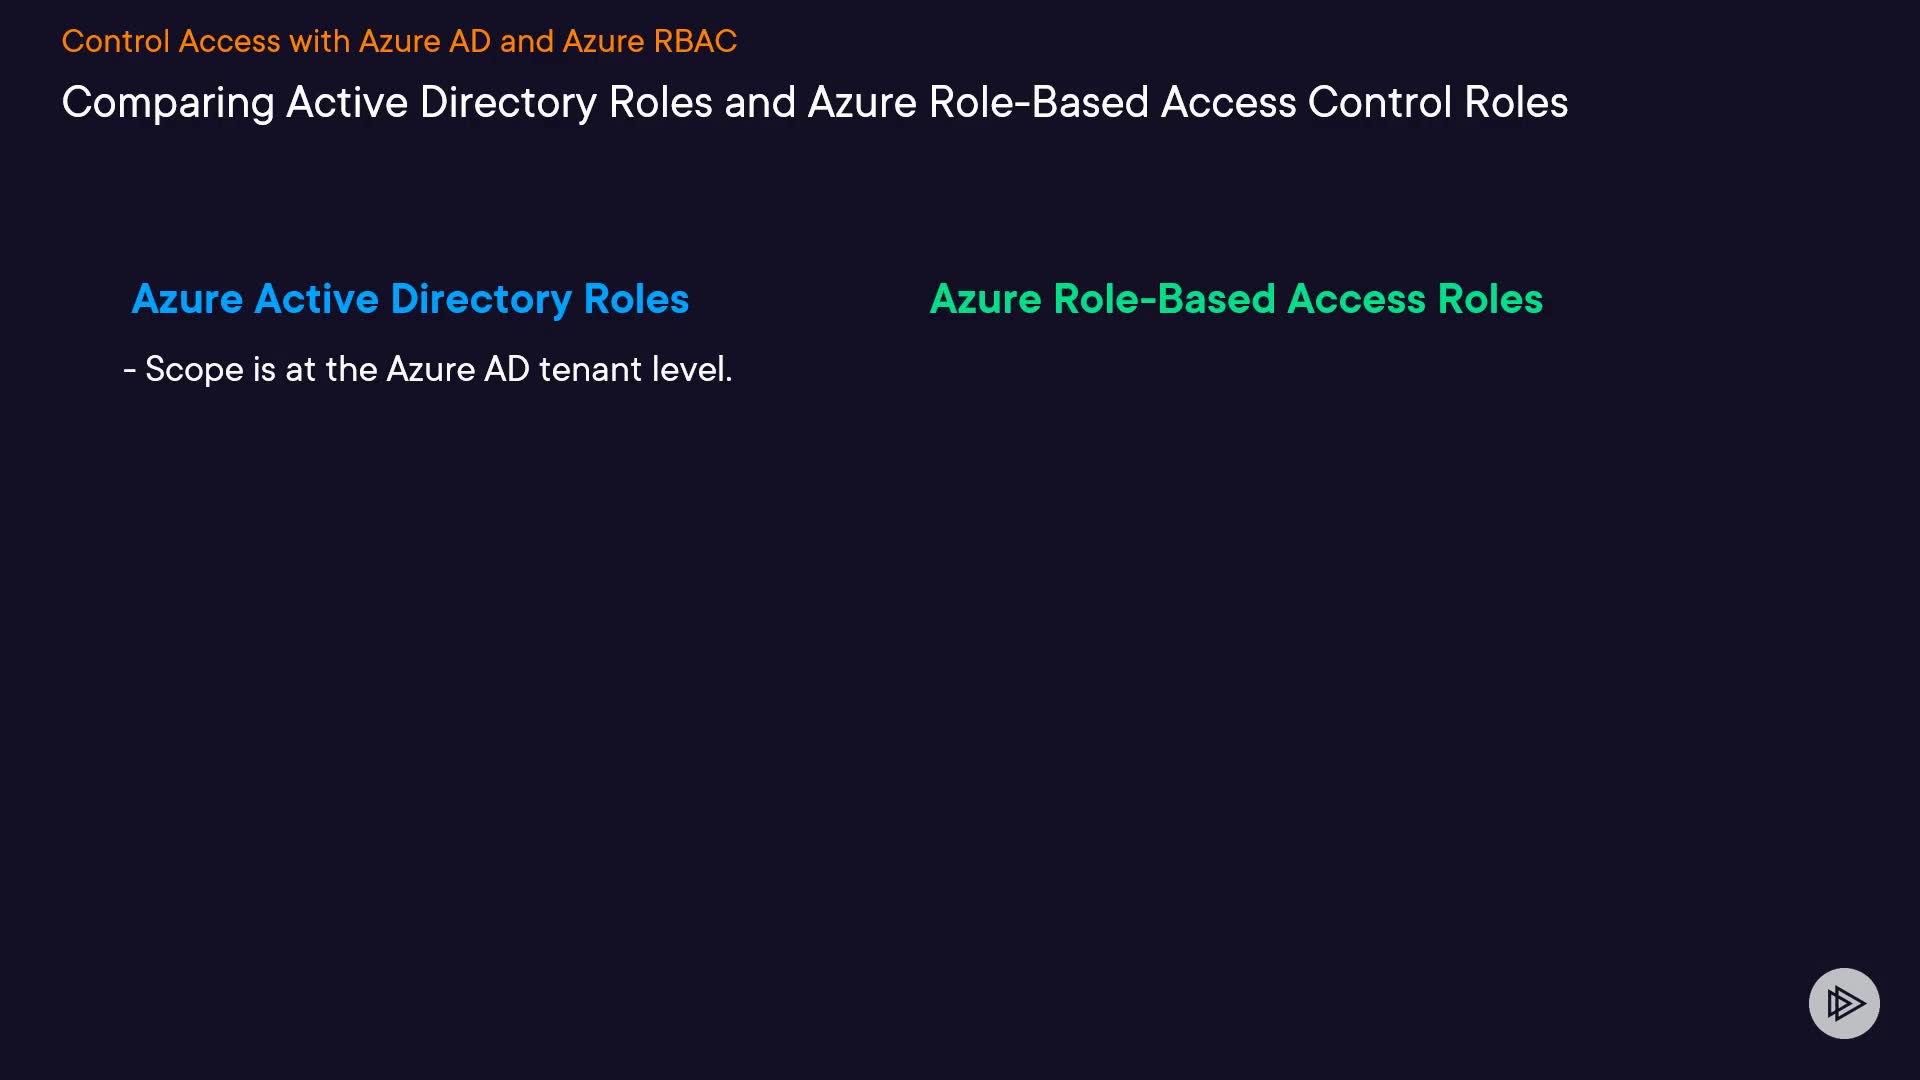 Control Access with Azure AD and Azure RBAC
Comparing Active Directory Roles and Azure Role-Based Access Control Roles
Azure Active Directory Roles
- Scope is at the Azure AD tenant level.
Azure Role-Based Access Roles